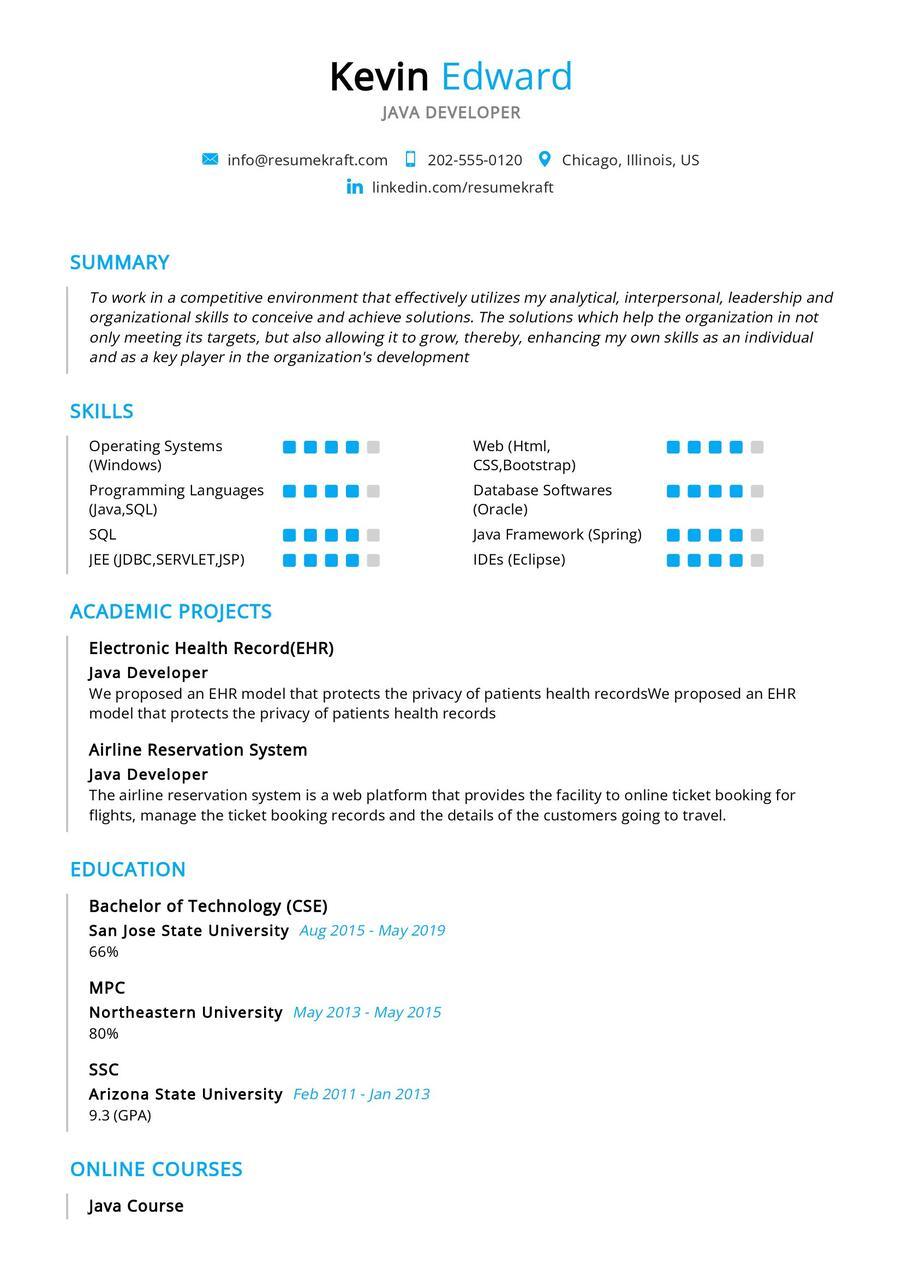 Kevin Edward
JAVA DEVELOPER
info@resumekraft.com 202-555-0120 Chicago, Illinois, US
linkedin.com/resumekraft
SUMMARY
To work in a competitive environment that effectively utilizes my analytical, interpersonal, leadership and
organizational skills to conceive and achieve solutions. The solutions which help the organization in not
only meeting its targets, but also allowing it to grow, thereby, enhancing my own skills as an individual
and as a key player in the organization's development
SKILLS
Operating Systems
(Windows)
Web (Html,
CSS,Bootstrap)
Programming Languages
(Java,SQL)
Database Softwares
(Oracle)
SQL
Java Framework (Spring)
JEE (JDBC,SERVLET,JSP)
IDEs (Eclipse)
ACADEMIC PROJECTS
Electronic Health Record(EHR)
Java Developer
We proposed an EHR model that protects the privacy of patients health recordsWe proposed an EHR
model that protects the privacy of patients health records
Airline Reservation System
Java Developer
The airline reservation system is a web platform that provides the facility to online ticket booking for
flights, manage the ticket booking records and the details of the customers going to travel.
EDUCATION
Bachelor of Technology (CSE)
San Jose State University Aug 2015 - May 2019
66%
MPC
Northeastern University May 2013 - May 2015
80%
SSC
Arizona State University Feb 2011 - Jan 2013
9.3 (GPA)
ONLINE COURSES
Java Course